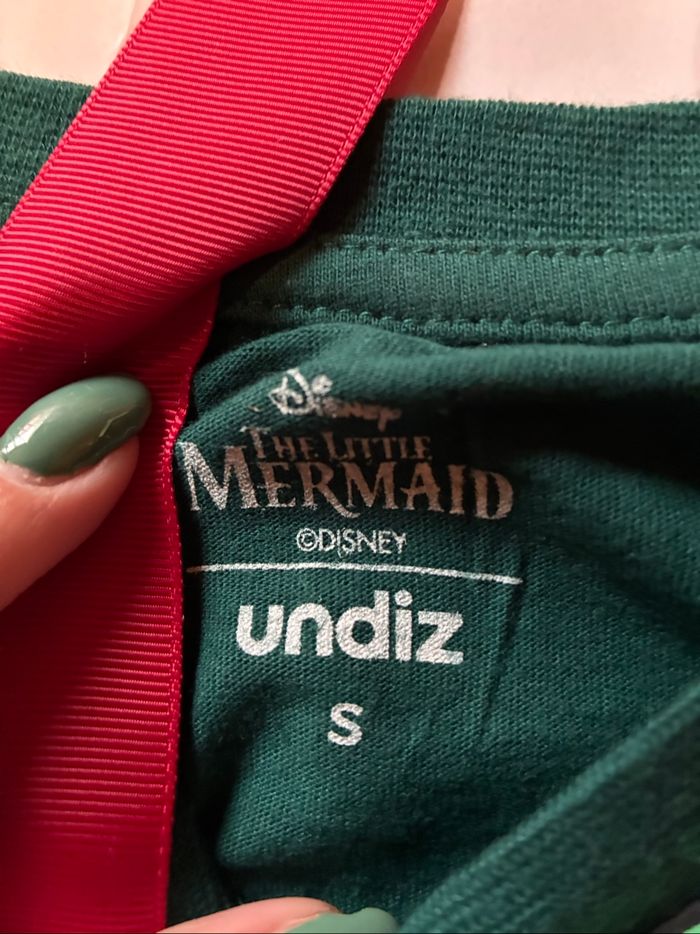 Disney
THE LITTLE
MERMAID
©DISNEY
undiz
S